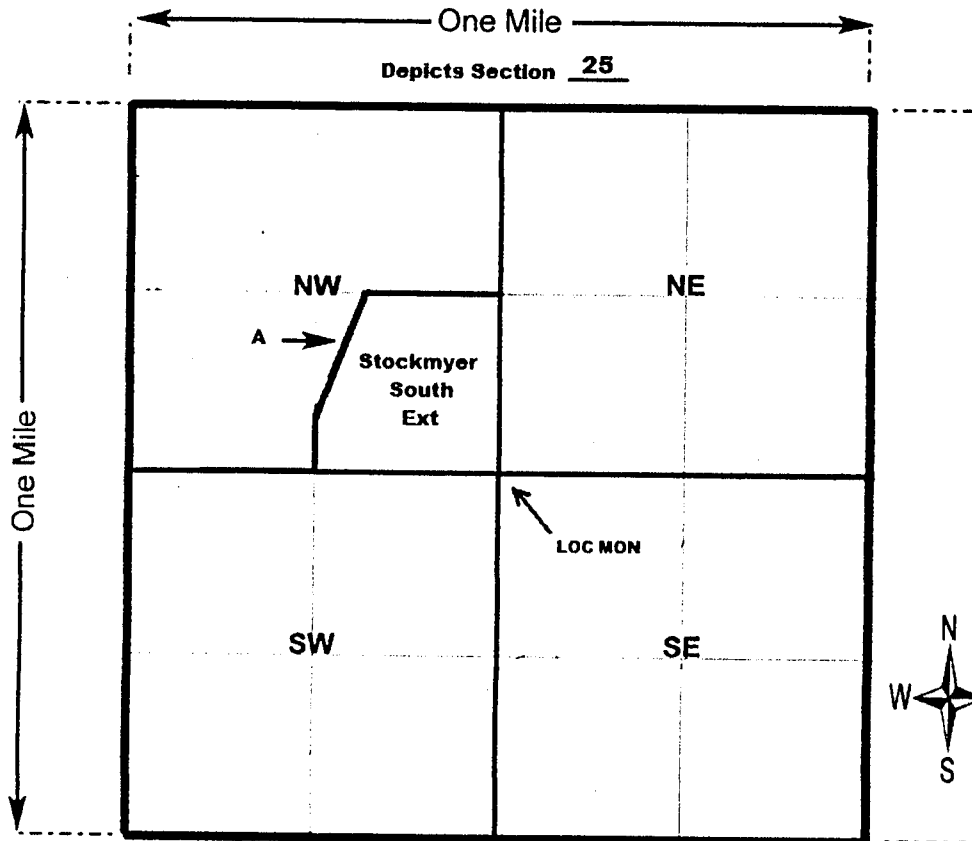 One Mile
Depicts Section 25
One Mile
NW
NE
A
Stockmyer
South
Ext
LOC MON
SW
SE
N
W
S